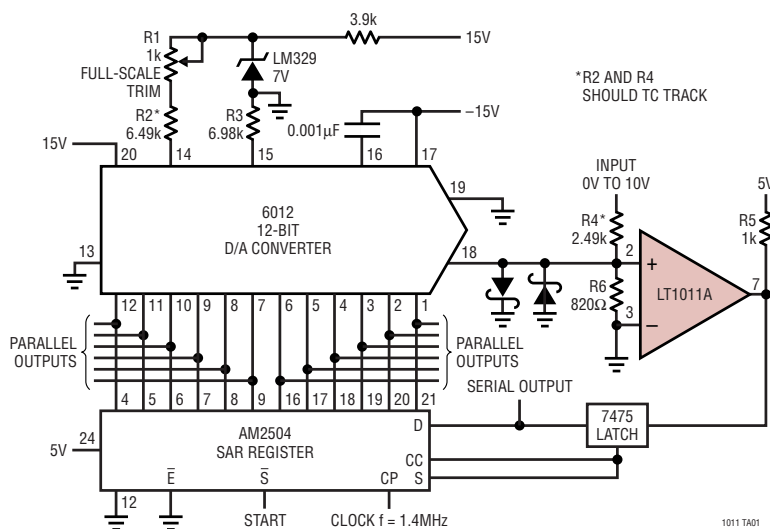 R1
1k
FULL-SCALE
TRIM
LM329
7V
3.9k
15V
*R2 AND R4
SHOULD TC TRACK
R2*
6.49k
R3
6.98k
0.001µF
–15V
15V
20
14
15
16
17
INPUT
0V TO 10V
5V
19
R4*
2.49k
R5
1k
6012
12-BIT
D/A CONVERTER
13
18
2
+
7
LT1011A
R6
820Ω
3
–
12
11
10
9
8
7
6
5
4
3
2
1
PARALLEL
OUTPUTS
PARALLEL
OUTPUTS
SERIAL OUTPUT
4
5
6
7
8
9
16
17
18
19
20
21
24
5V
AM2504
SAR REGISTER
D
7475
LATCH
CC
S
E̅
S̅
CP
12
START
CLOCK f = 1.4MHz
1011 TA01